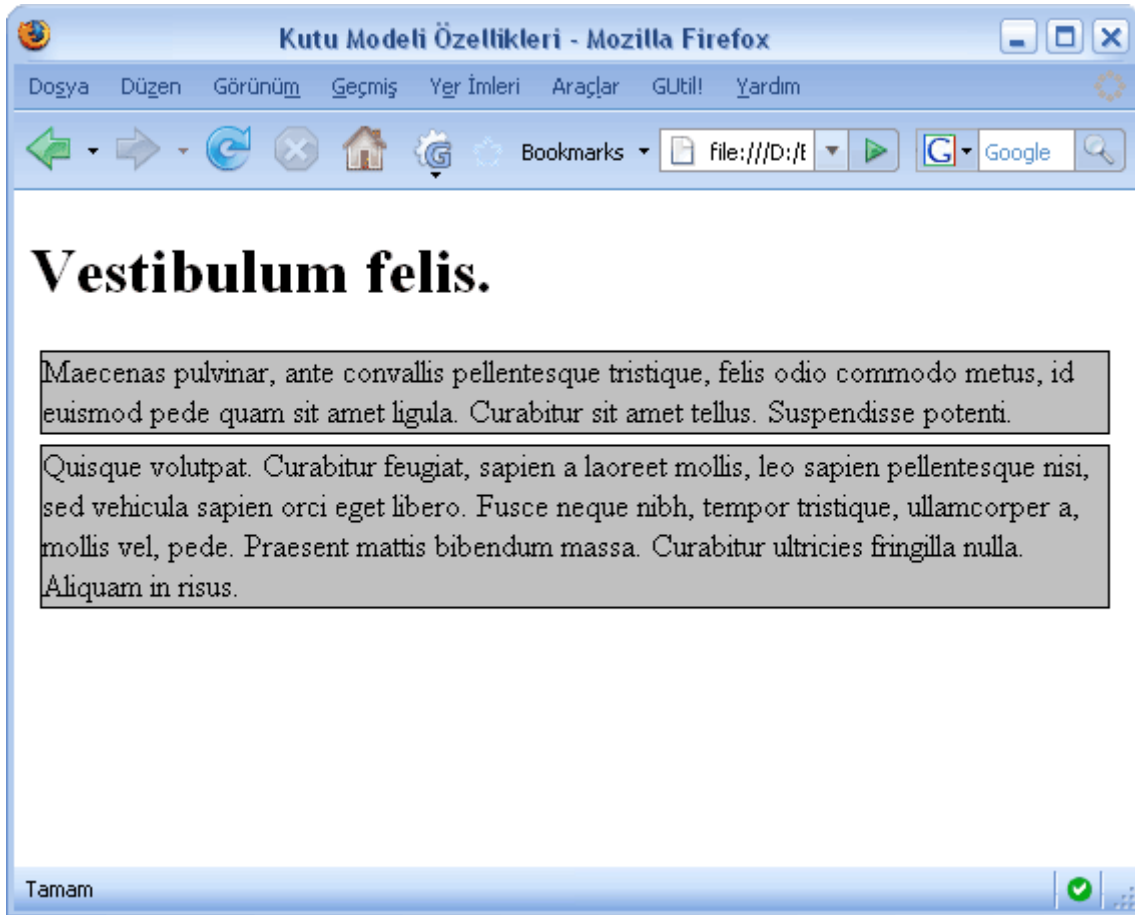 Kutu Modeli Özellikleri - Mozilla Firefox
Dosya Düzen Görünüm Geçmiş Yer İmleri Araçlar GUtil! Yardım
G Bookmarks file:///D:/E G Google
Vestibulum felis.
Maecenas pulvinar, ante convallis pellentesque tristique, felis odio commodo metus, id
euismod pede quam sit amet ligula. Curabitur sit amet tellus. Suspendisse potenti.
Quisque volutpat. Curabitur feugiat, sapien a laoreet mollis, leo sapien pellentesque nisi,
sed vehicula sapien orci eget libero. Fusce neque nibh, tempor tristique, ullamcorper a,
mollis vel, pede. Praesent mattis bibendum massa. Curabitur ultricies fringilla nulla.
Aliquam in risus.
Tamam